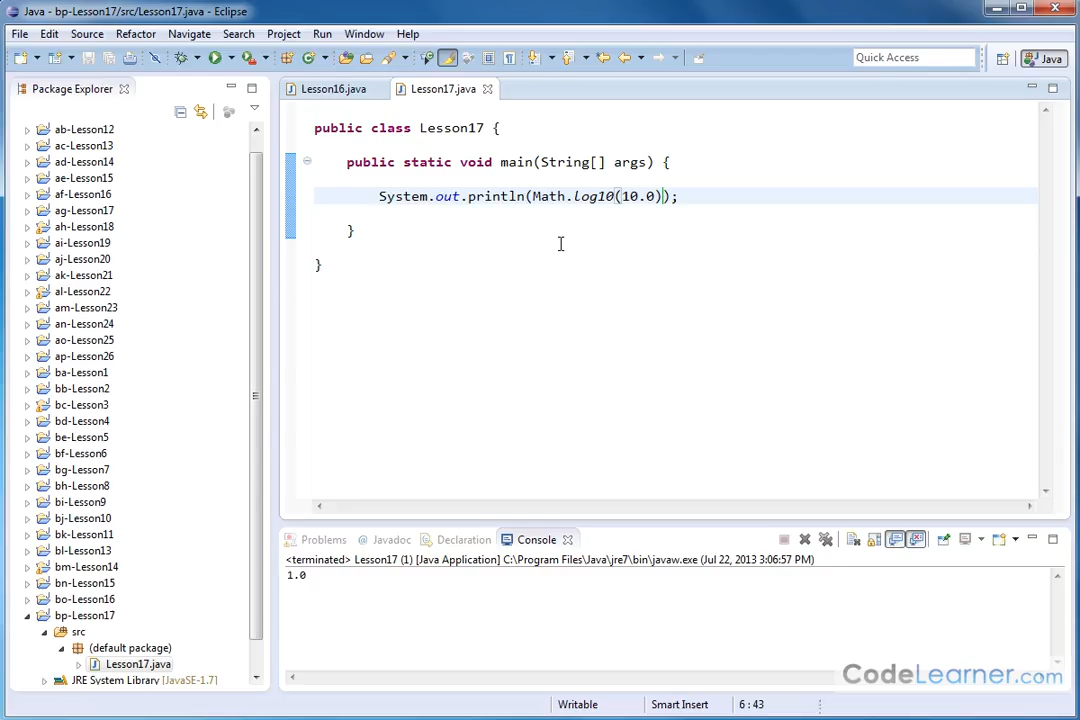 Java - bp-Lesson17/src/Lesson17.java - Eclipse
File Edit Source Refactor Navigate Search Project Run Window Help
Quick Access
Java
Package Explorer
Lesson16.java
Lesson17.java
ab-Lesson12
ac-Lesson13
ad-Lesson14
ae-Lesson15
af-Lesson16
ag-Lesson17
ah-Lesson18
ai-Lesson19
aj-Lesson20
ak-Lesson21
al-Lesson22
am-Lesson23
an-Lesson24
ao-Lesson25
ap-Lesson26
ba-Lesson1
bb-Lesson2
bc-Lesson3
bd-Lesson4
be-Lesson5
bf-Lesson6
bg-Lesson7
bh-Lesson8
bi-Lesson9
bj-Lesson10
bk-Lesson11
bl-Lesson13
bm-Lesson14
bn-Lesson15
bo-Lesson16
bp-Lesson17
src
(default package)
Lesson17.java
JRE System Library [JavaSE-1.7]
public class Lesson17 {
public static void main(String[] args) {
System.out.println(Math.log10(10.0));
}
}
Problems @ Javadoc Declaration Console
<terminated> Lesson17 (1) [Java Application] C:\Program Files\Java\jre7\bin\javaw.exe (Jul 22, 2013 3:06:57 PM)
1.0
CodeLearner.com
Writable Smart Insert 6 : 43